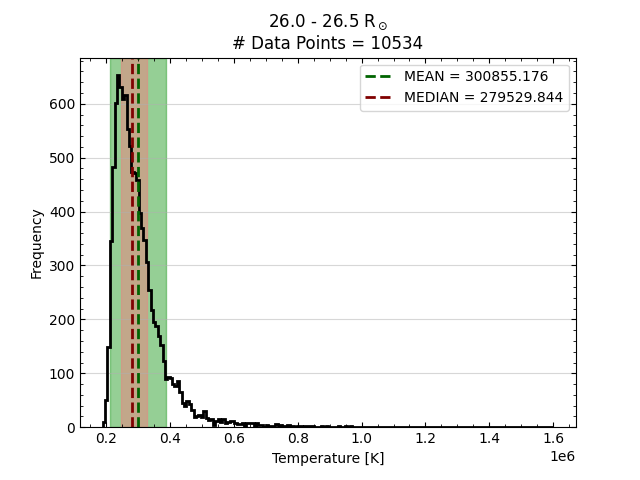 26.0 - 26.5 R⊙
# Data Points = 10534
MEAN = 300855.176
MEDIAN = 279529.844
Frequency
600
500
400
300
200
100
0
0.2 0.4 0.6 0.8 1.0 1.2 1.4 1.6
1e6
Temperature [K]